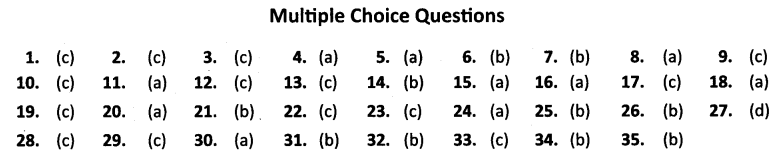 Multiple Choice Questions
1. (c) 2. (c) 3. (c) 4. (a) 5. (a) 6. (b) 7. (b) 8. (a) 9. (c)
10. (c) 11. (a) 12. (c) 13. (c) 14. (b) 15. (a) 16. (a) 17. (c) 18. (a)
19. (c) 20. (a) 21. (b) 22. (c) 23. (c) 24. (a) 25. (b) 26. (b) 27. (d)
28. (c) 29. (c) 30. (a) 31. (b) 32. (b) 33. (c) 34. (b) 35. (b)